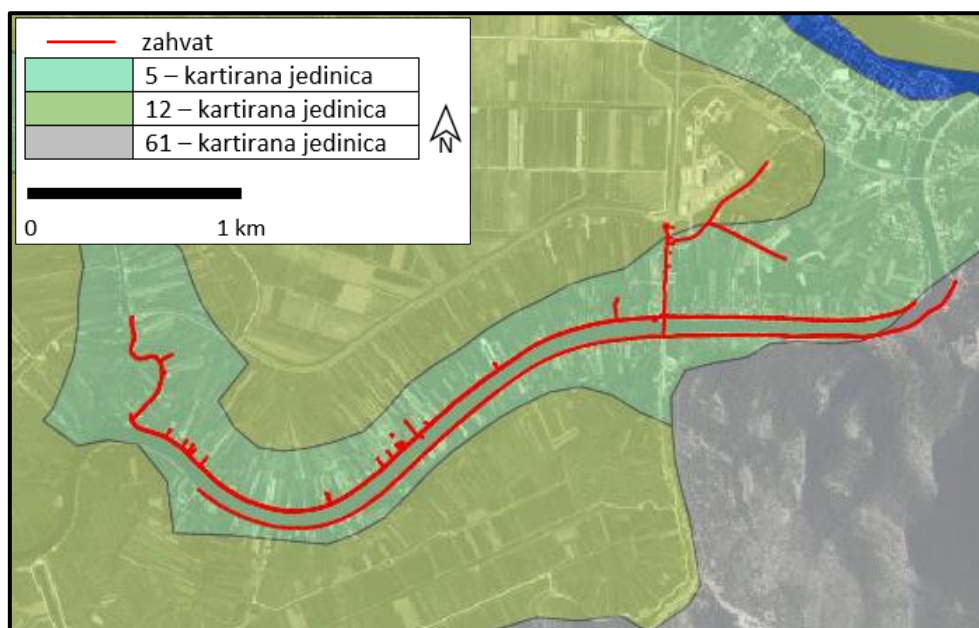 zahvat
5 – kartirana jedinica
12 – kartirana jedinica
61 – kartirana jedinica
N
0 1 km